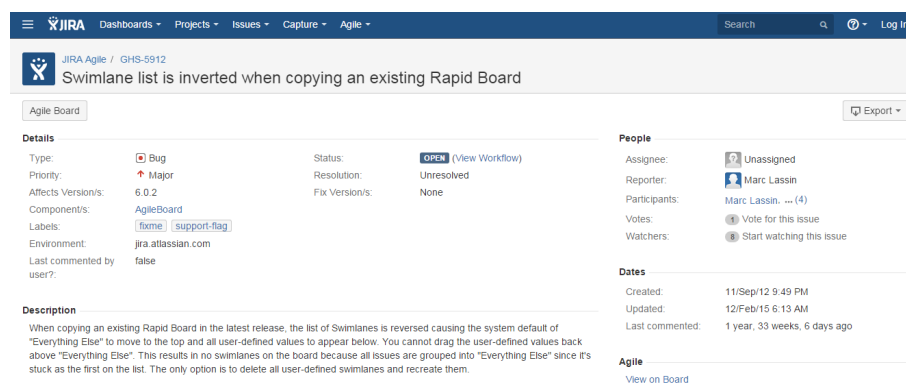 JIRA Dashboards Projects Issues Capture Agile Search ? Log In
JIRA Agile / GHS-5912
Swimlane list is inverted when copying an existing Rapid Board
Agile Board Export
Details
Type: Bug Status: OPEN (View Workflow)
Priority: Major Resolution: Unresolved
Affects Version/s: 6.0.2 Fix Version/s: None
Component/s: AgileBoard
Labels: fixme support-flag
Environment: jira.atlassian.com
Last commented by user?: false
Description
When copying an existing Rapid Board in the latest release, the list of Swimlanes is reversed causing the system default of
"Everything Else" to move to the top and all user-defined values to appear below. You cannot drag the user-defined values back
above "Everything Else". This results in no swimlanes on the board because all issues are grouped into "Everything Else" since it's
stuck as the first on the list. The only option is to delete all user-defined swimlanes and recreate them.
People
Assignee: Unassigned
Reporter: Marc Lassin
Participants: Marc Lassin, ... (4)
Votes: 1 Vote for this issue
Watchers: 8 Start watching this issue
Dates
Created: 11/Sep/12 9:49 PM
Updated: 12/Feb/15 6:13 AM
Last commented: 1 year, 33 weeks, 6 days ago
Agile
View on Board